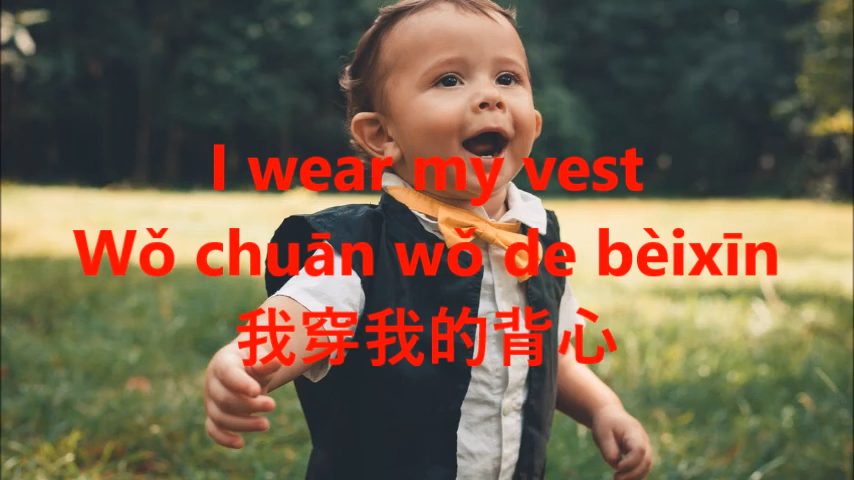 I wear my vest
Wǒ chuān wǒ de bèixīn
我穿我的背心